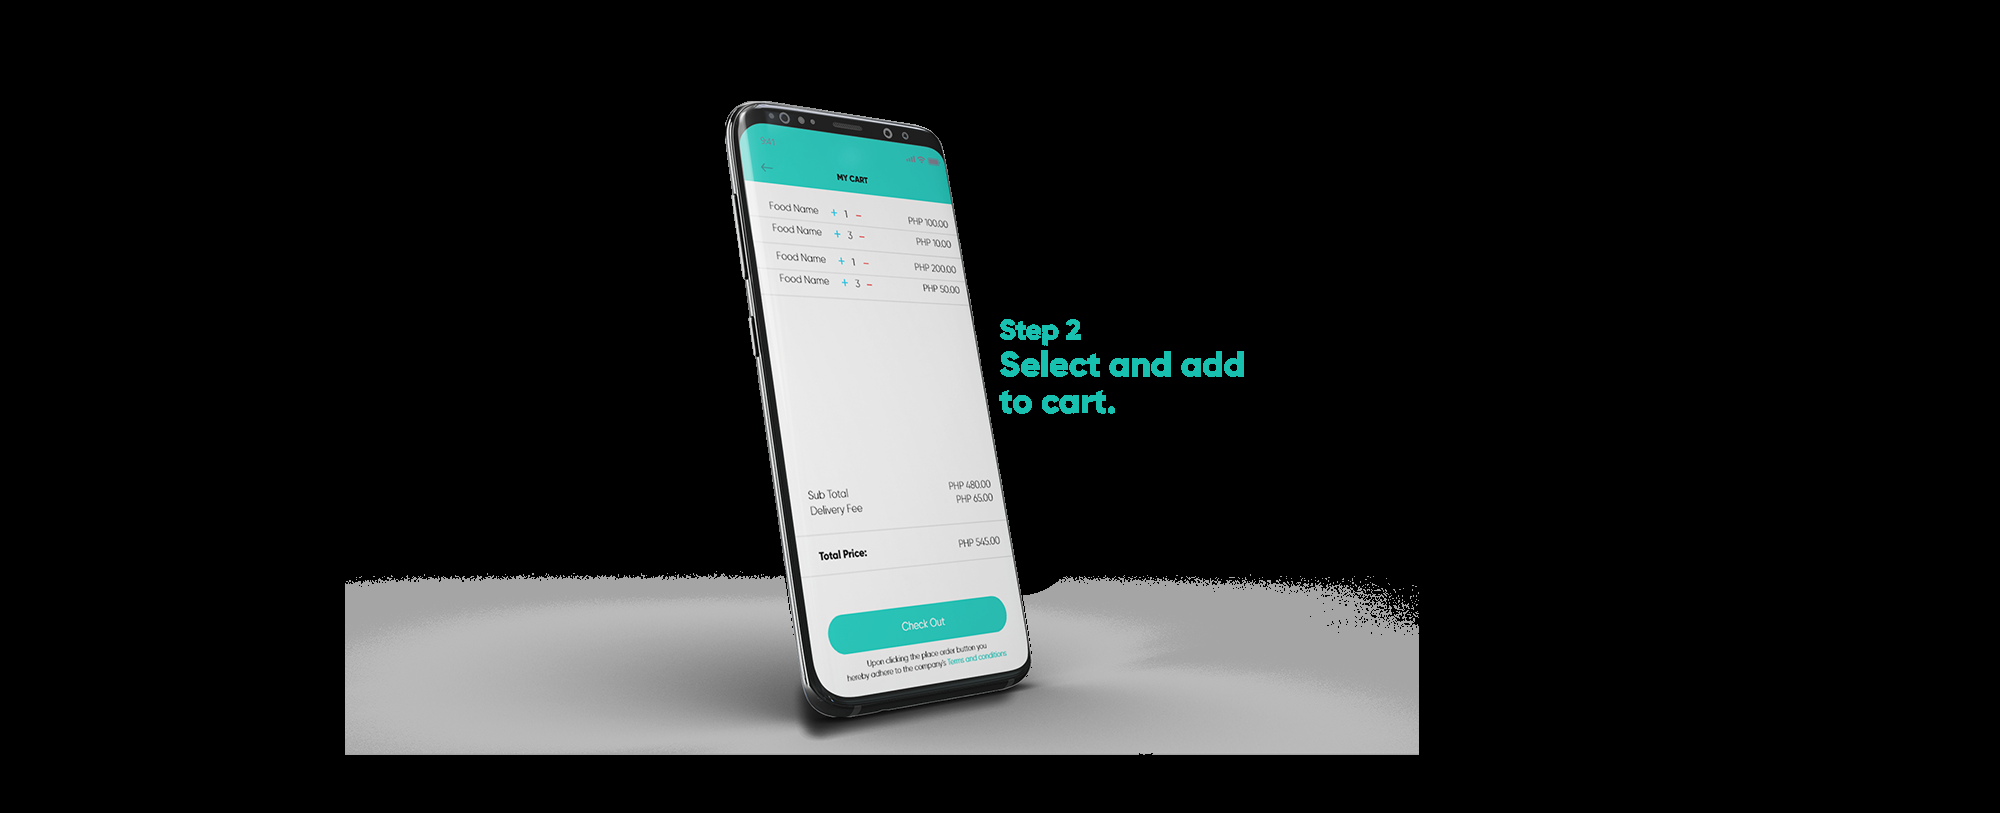 9:41
MY CART
Food Name + 1 - PHP 100.00
Food Name + 3 - PHP 10.00
Food Name + 1 - PHP 200.00
Food Name + 3 - PHP 50.00
Step 2
Select and add
to cart.
Sub Total PHP 480.00
Delivery Fee PHP 65.00
Total Price: PHP 545.00
Check Out
Upon clicking the place order button you
hereby adhere to the company's Terms and conditions